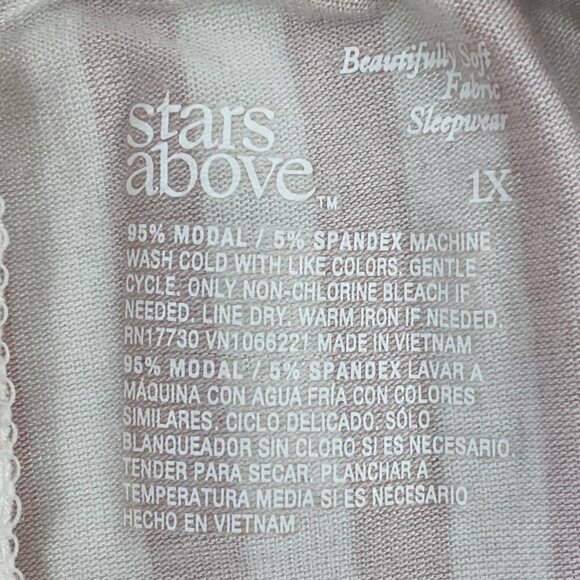 Beautifully Soft
Fabric
Sleepwear
stars
above™
1X
95% MODAL / 5% SPANDEX MACHINE
WASH COLD WITH LIKE COLORS, GENTLE
CYCLE. ONLY NON-CHLORINE BLEACH IF
NEEDED. LINE DRY. WARM IRON IF NEEDED.
RN17730 VN1066221 MADE IN VIETNAM
95% MODAL / 5% SPANDEX LAVAR A
MÁQUINA CON AGUA FRÍA CON COLORES
SIMILARES. CICLO DELICADO. SÓLO
BLANQUEADOR SIN CLORO SI ES NECESARIO.
TENDER PARA SECAR. PLANCHAR A
TEMPERATURA MEDIA SI ES NECESARIO
HECHO EN VIETNAM